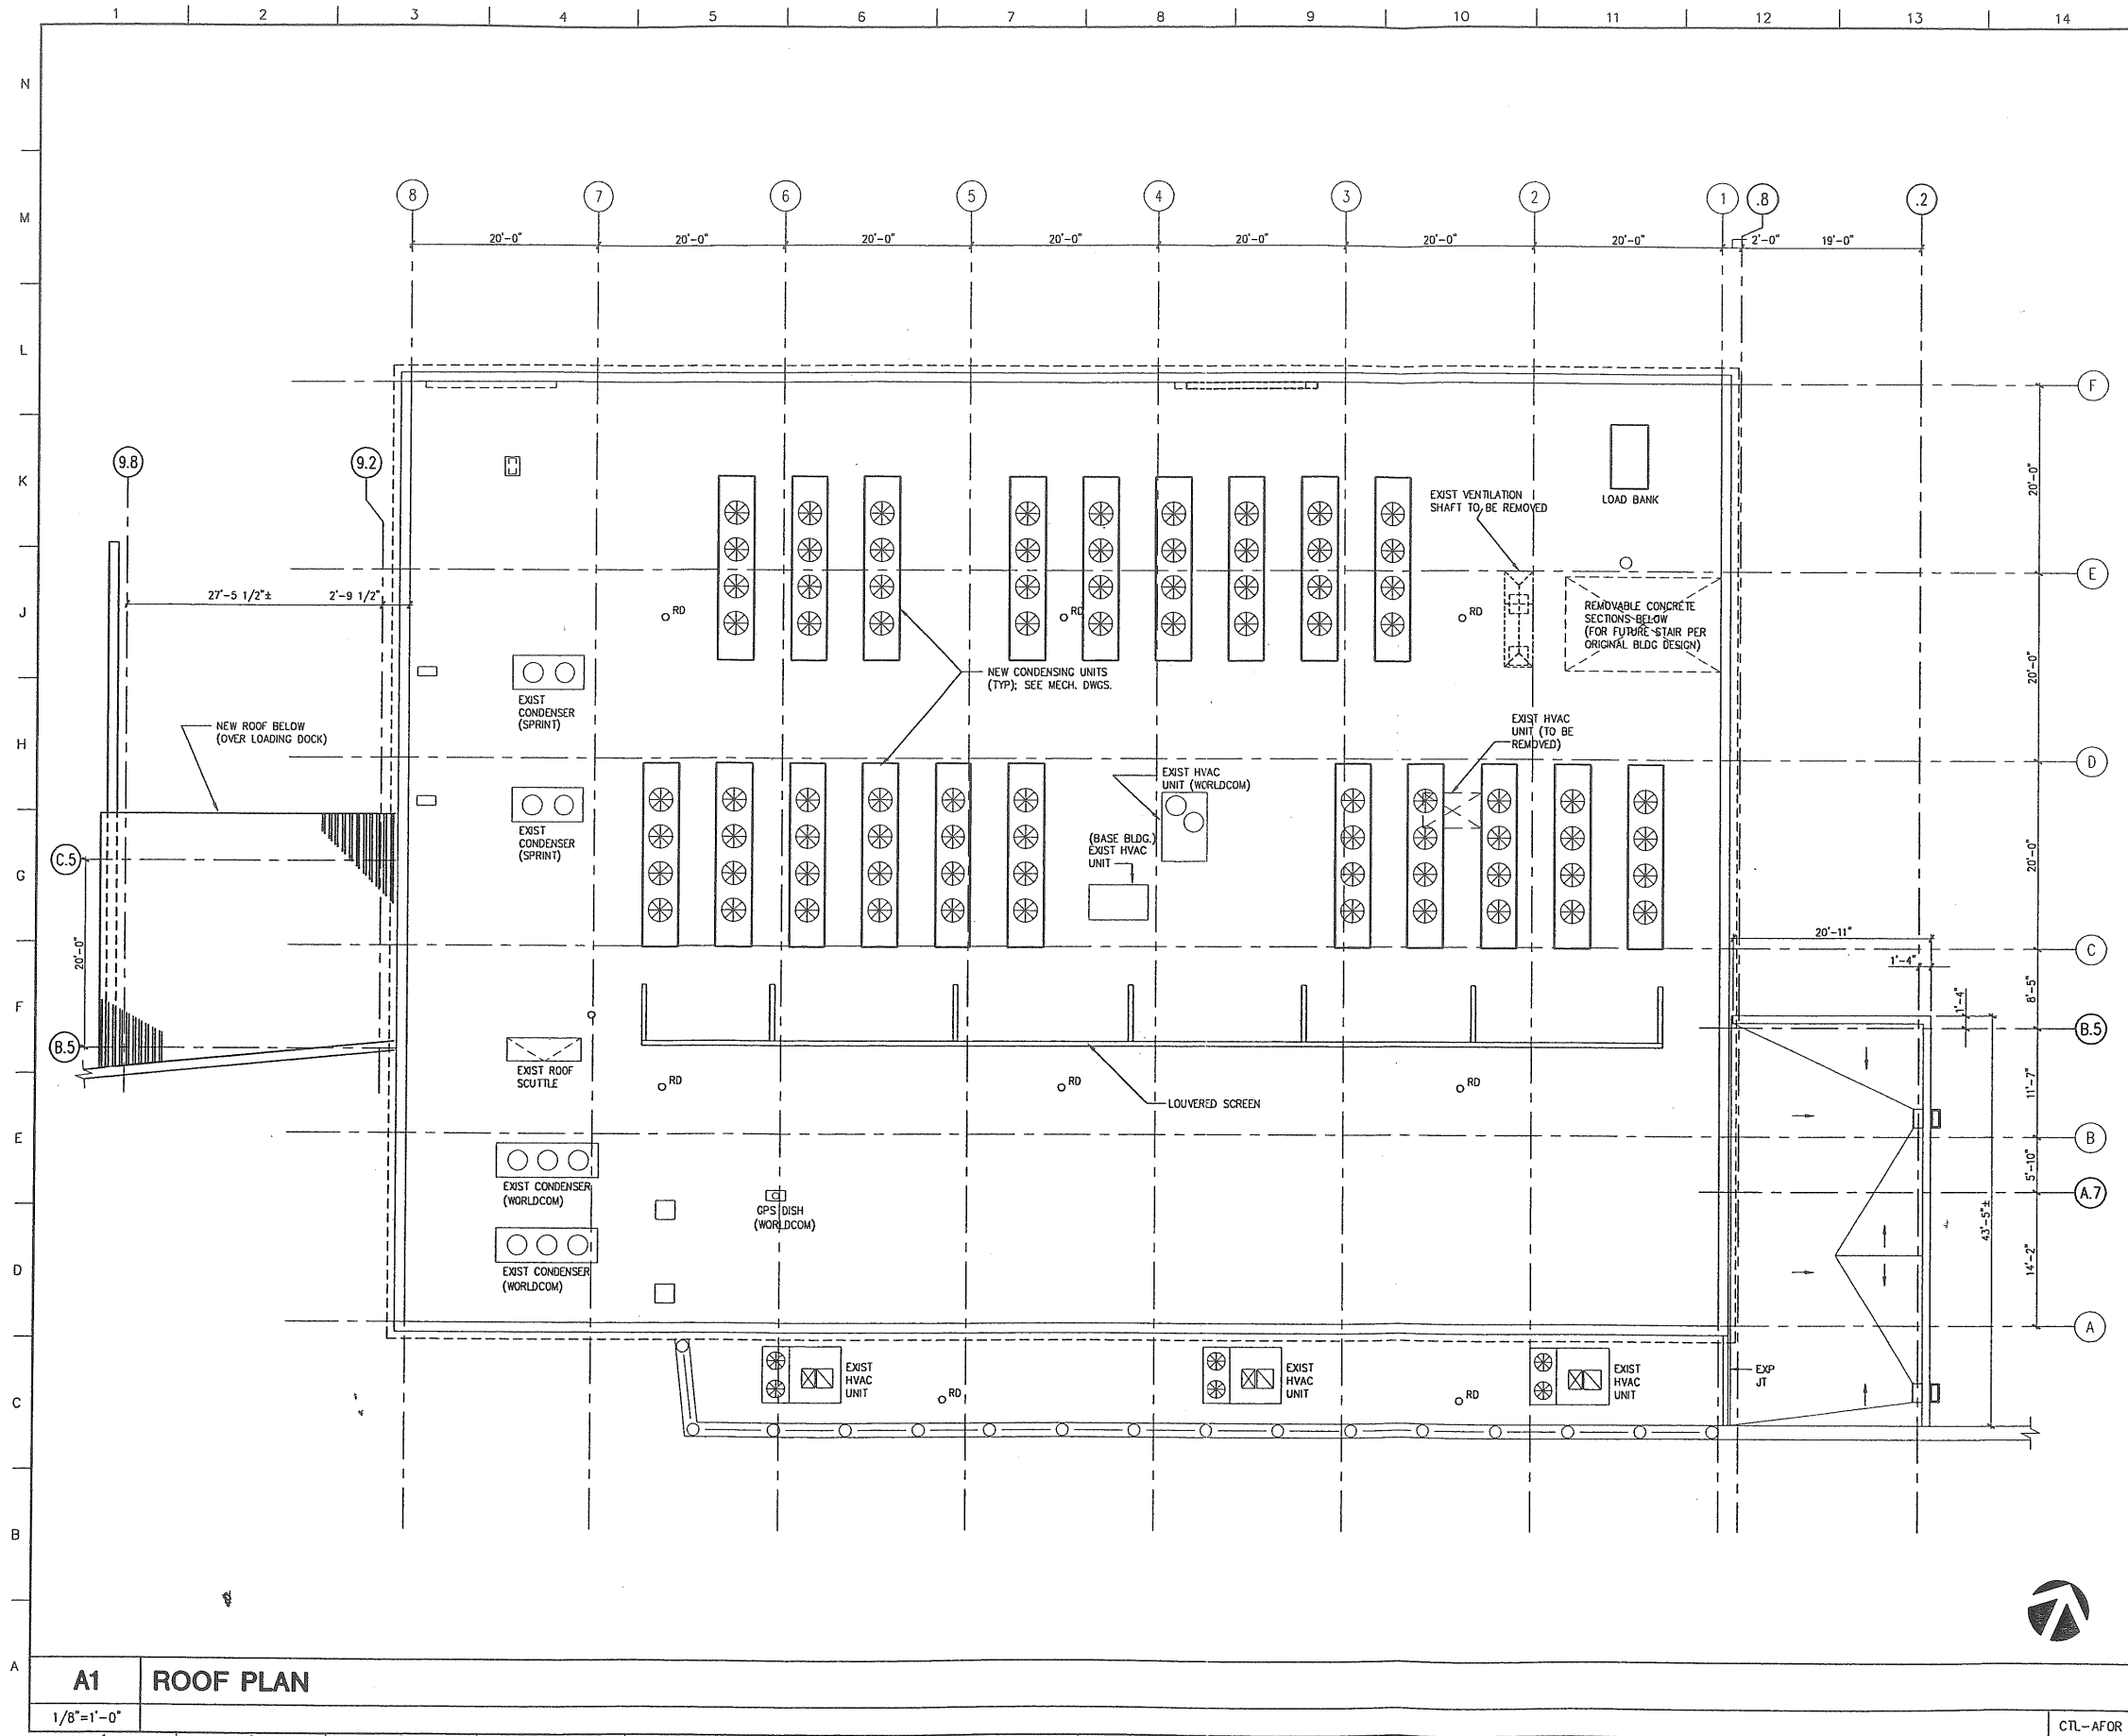 1 2 3 4 5 6 7 8 9 10 11 12 13 14
N
M
8 7 6 5 4 3 2 1 .8 .2
20'-0" 20'-0" 20'-0" 20'-0" 20'-0" 20'-0" 20'-0" 2'-0" 19'-0"
L
F
K
9.8 9.2
20'-0"
EXIST VENTILATION
SHAFT TO BE REMOVED
LOAD BANK
E
J
27'-5 1/2"± 2'-9 1/2"
RD RD RD
REMOVABLE CONCRETE
SECTIONS BELOW
(FOR FUTURE STAIR PER
ORIGINAL BLDG DESIGN)
20'-0"
NEW CONDENSING UNITS
(TYP); SEE MECH. DWGS.
EXIST
CONDENSER
(SPRINT)
H
NEW ROOF BELOW
(OVER LOADING DOCK)
EXIST HVAC
UNIT (TO BE
REMOVED)
D
EXIST HVAC
UNIT (WORLDCOM)
EXIST
CONDENSER
(SPRINT)
(BASE BLDG.)
EXIST HVAC
UNIT
C.5
G
20'-0"
20'-0"
20'-11"
C
1'-4"
F
1'-4"
8'-5"
B.5
B.5
EXIST ROOF
SCUTTLE
RD RD RD
11'-7"
LOUVERED SCREEN
E
B
EXIST CONDENSER
(WORLDCOM)
GPS DISH
(WORLDCOM)
5'-10"
A.7
43'-5"±
D
EXIST CONDENSER
(WORLDCOM)
14'-2"
A
EXIST
HVAC
UNIT
EXIST
HVAC
UNIT
EXIST
HVAC
UNIT
EXP
JT
C
RD RD
B
A
A1 ROOF PLAN
1/8"=1'-0"
CTL-AFOR